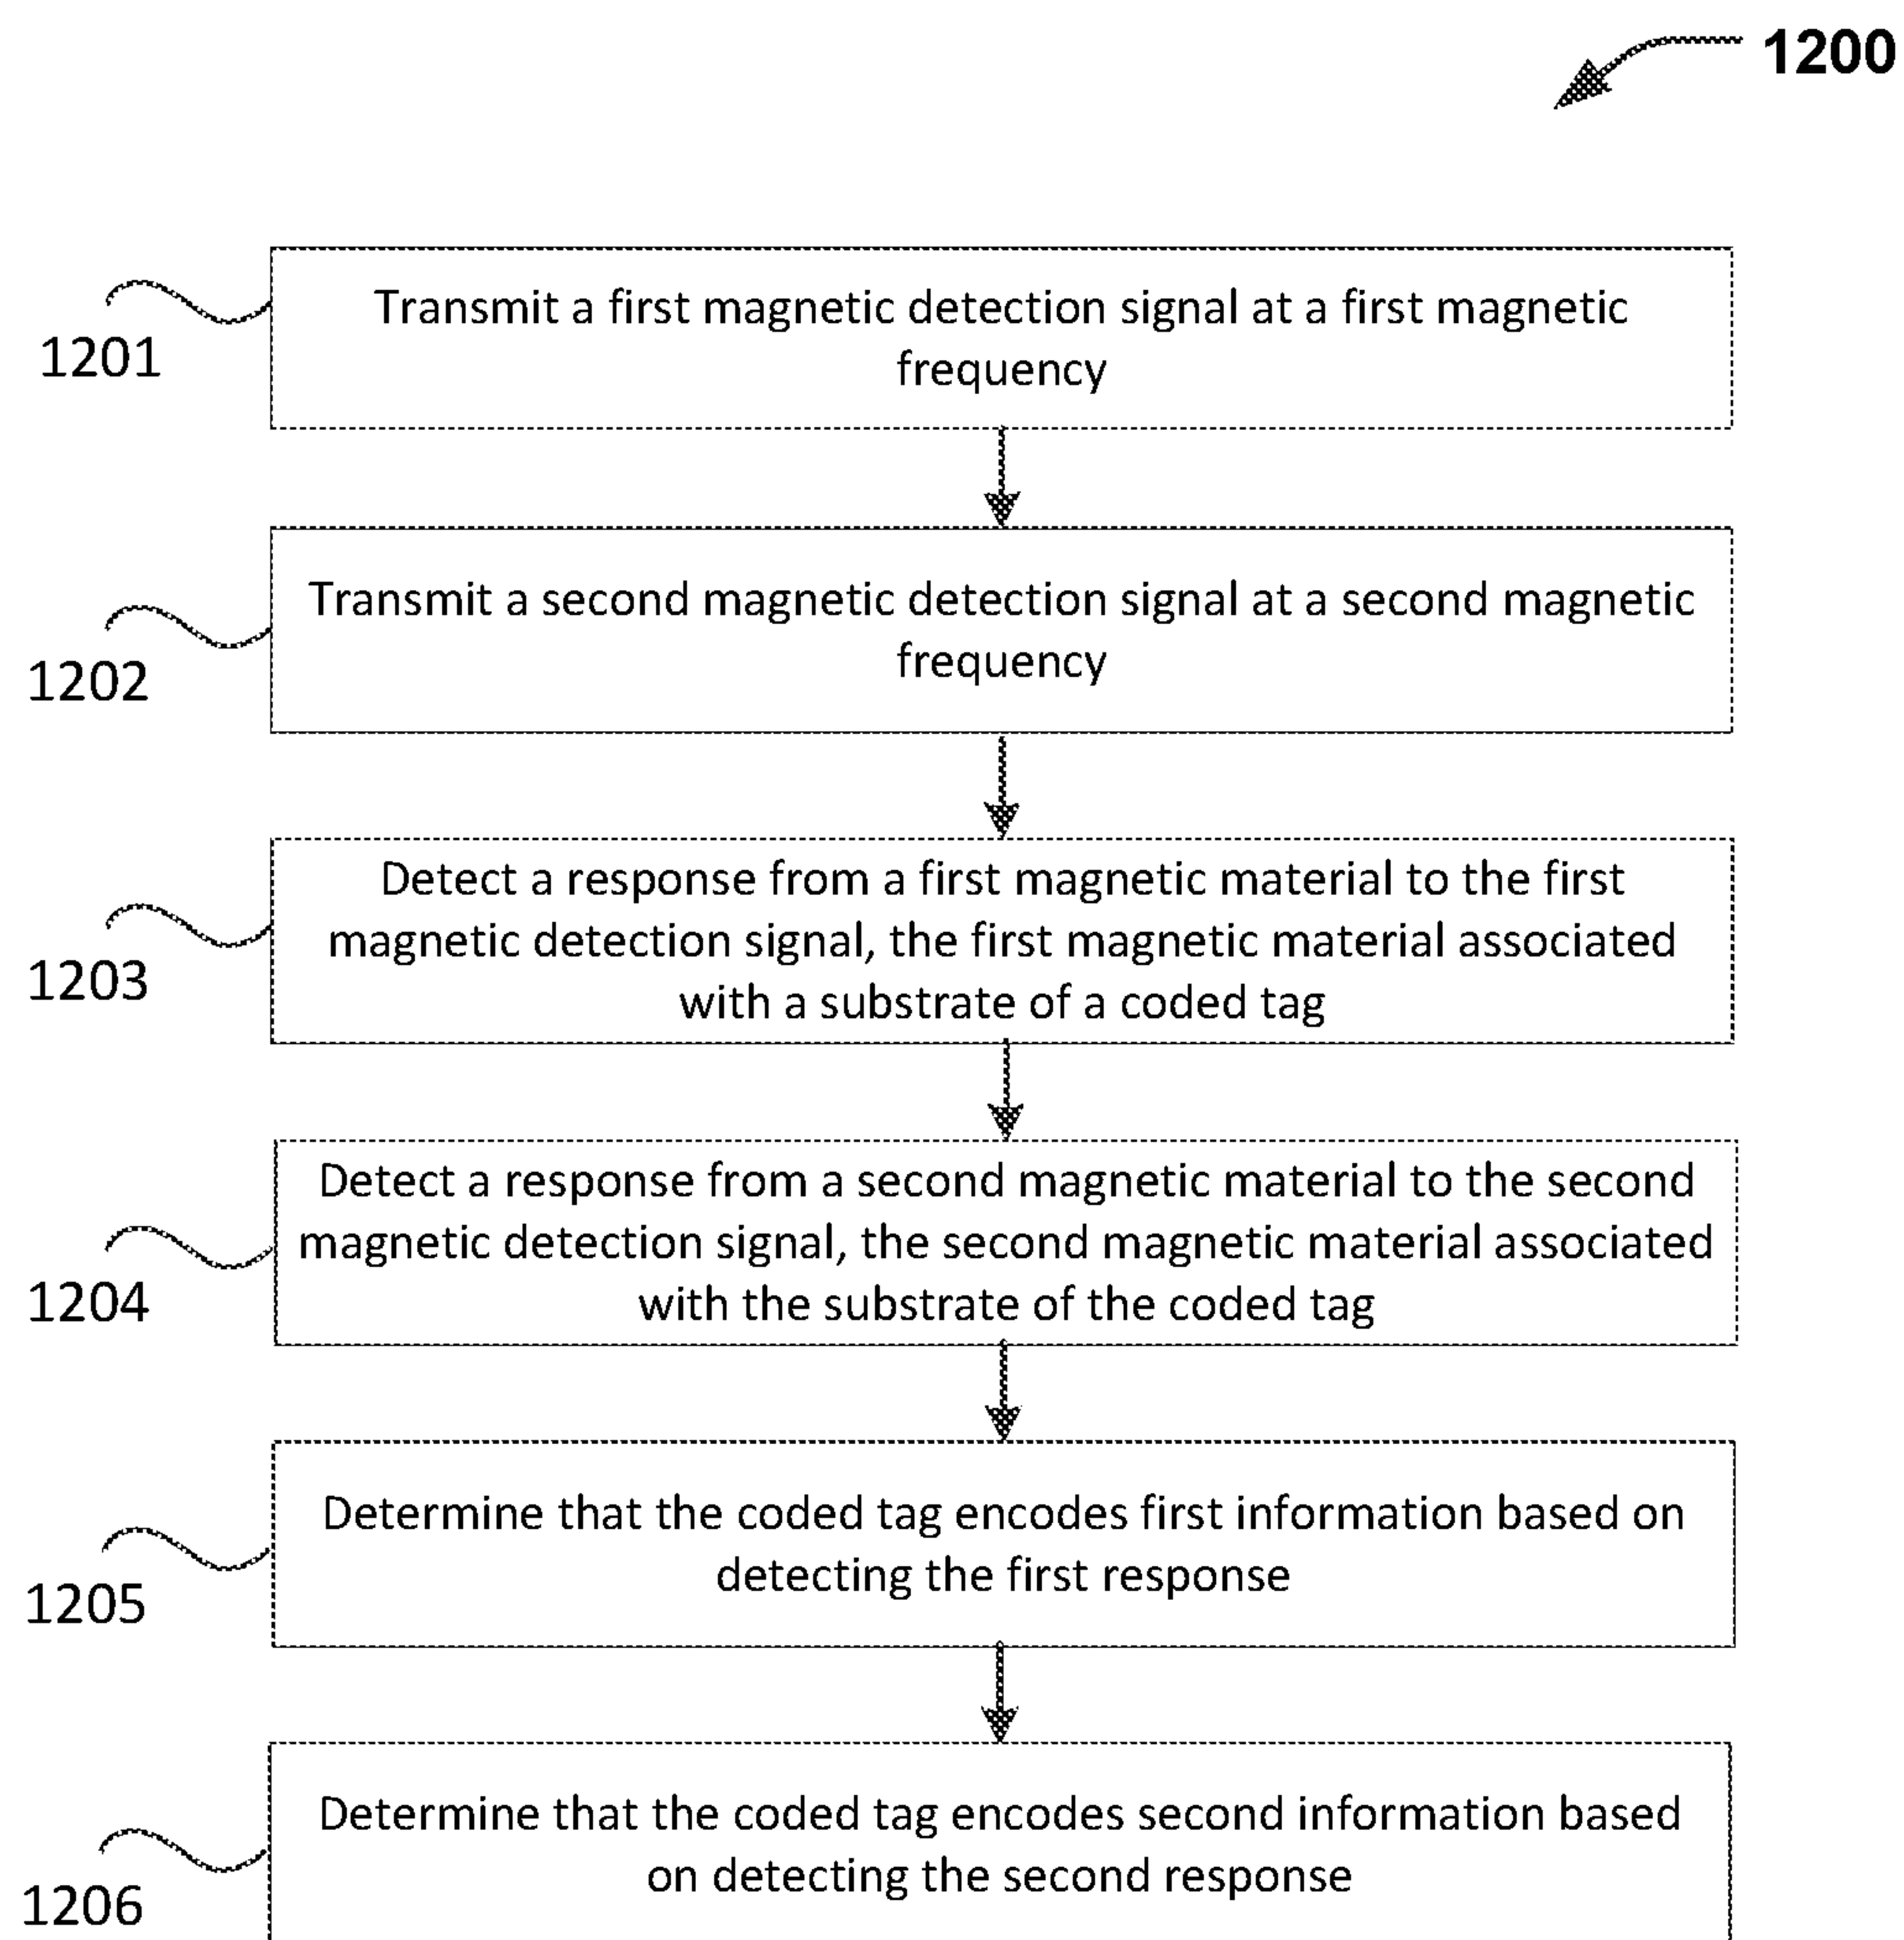 1200
Transmit a first magnetic detection signal at a first magnetic
frequency
1201
Transmit a second magnetic detection signal at a second magnetic
frequency
1202
Detect a response from a first magnetic material to the first
magnetic detection signal, the first magnetic material associated
with a substrate of a coded tag
1203
Detect a response from a second magnetic material to the second
magnetic detection signal, the second magnetic material associated
with the substrate of the coded tag
1204
Determine that the coded tag encodes first information based on
detecting the first response
1205
Determine that the coded tag encodes second information based
on detecting the second response
1206